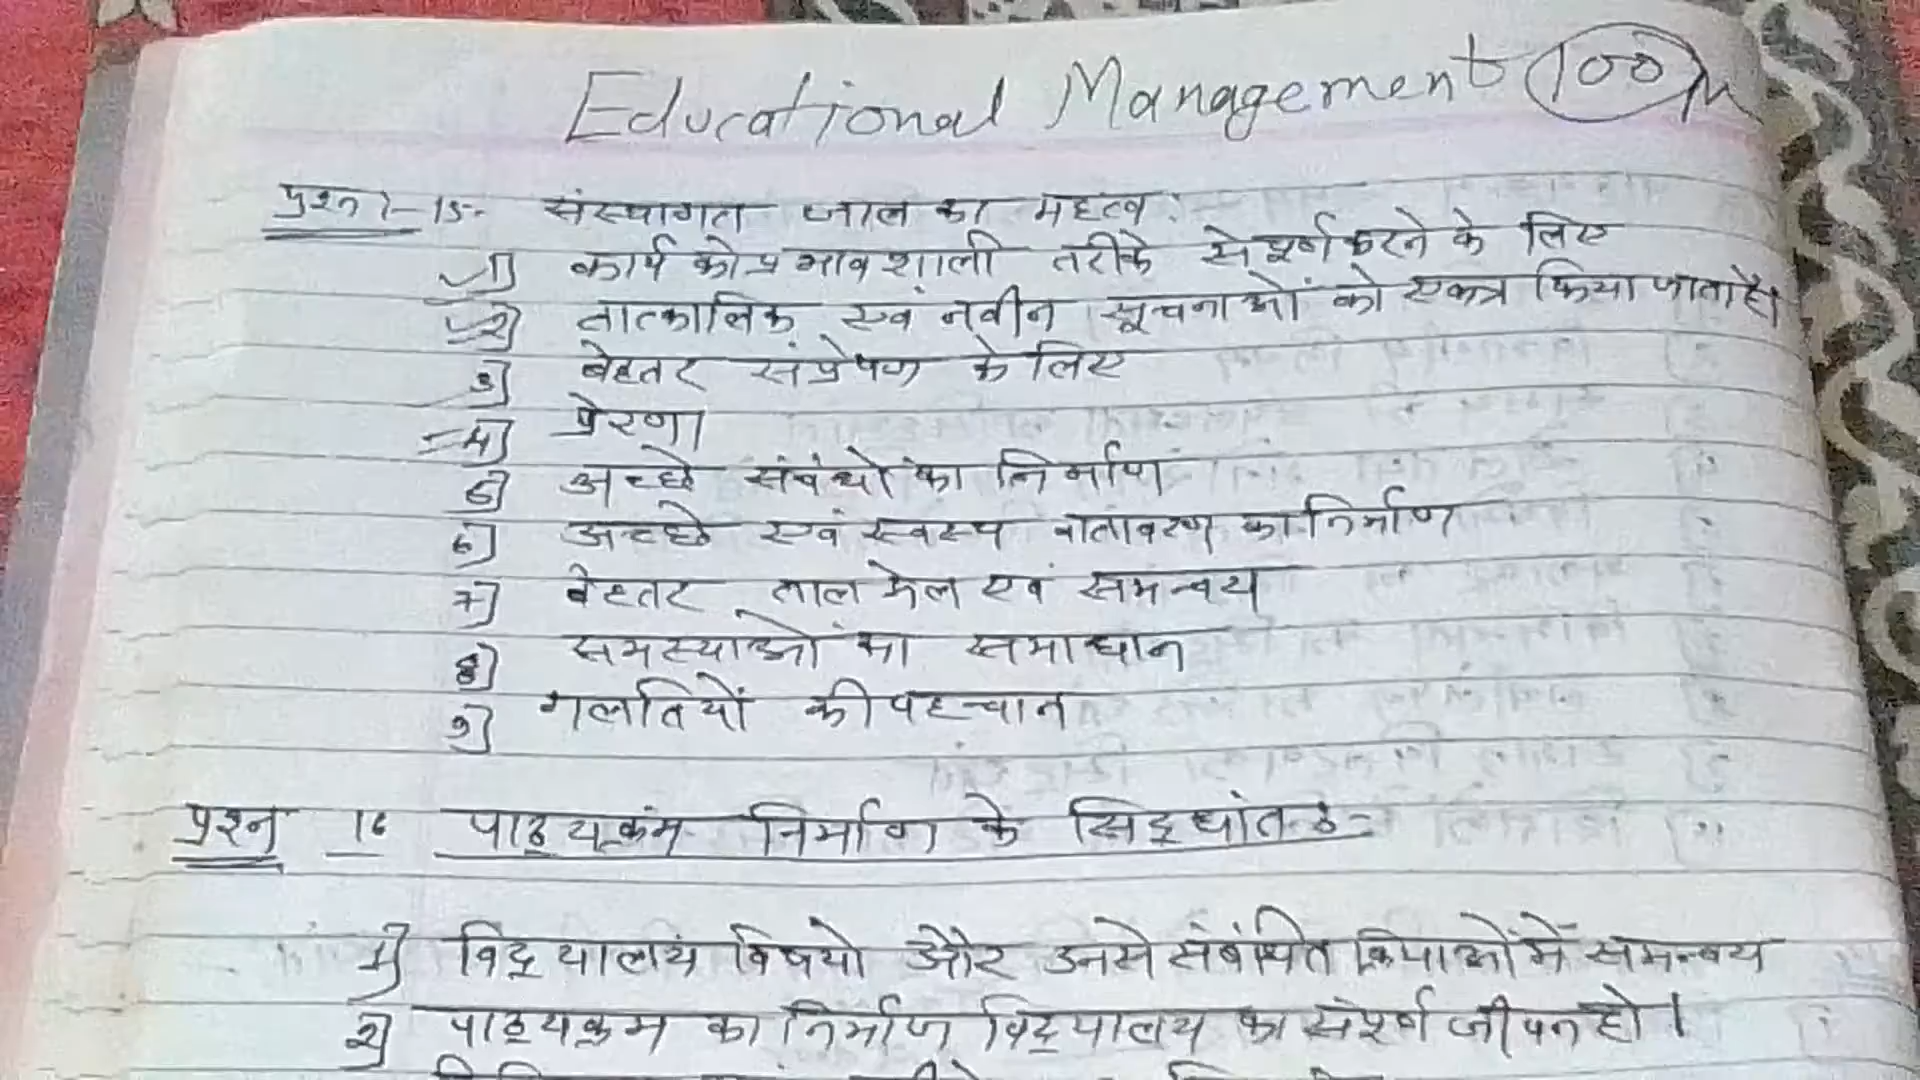 Educational Management 100 M
प्रश्न 15- संस्थागत जाल का महत्व:
1) कार्य को प्रभावशाली तरीके से पूर्ण करने के लिए
2) तात्कालिक एवं नवीन सूचनाओं को एकत्र किया जाता है।
3] बेहतर संप्रेषण के लिए
4] प्रेरणा
5] अच्छे संबंधो का निर्माण
6] अच्छे एवं स्वस्थ वातावरण का निर्माण
7] बेहतर ताल मेल एवं समन्वय
8] समस्याओं का समाधान
9] गलतियों की पहचान
प्रश्न 16 पाठ्यक्रम निर्माण के सिद्धांत :-
1) विद्यालय विषयो और उनसे संबंधित क्रियाओं में समन्वय
2) पाठ्यक्रम का निर्माण विद्यालय का संपूर्ण जीवन हो।